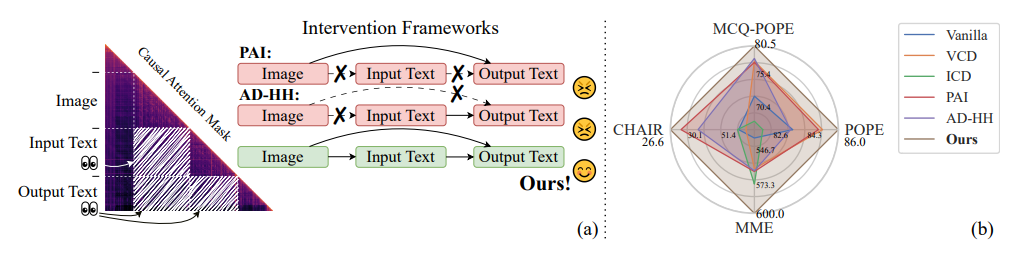 Intervention Frameworks
Causal Attention Mask
Image
Input Text
Output Text
PAI:
Image
Input Text
Output Text
AD-HH:
Image
Input Text
Output Text
Image
Input Text
Output Text
Ours!
(a)
MCQ-POPE
80.5
75.4
70.4
CHAIR
26.6
30.1
51.4
82.6
84.3
POPE
86.0
546.7
573.3
600.0
MME
Vanilla
VCD
ICD
PAI
AD-HH
Ours
(b)